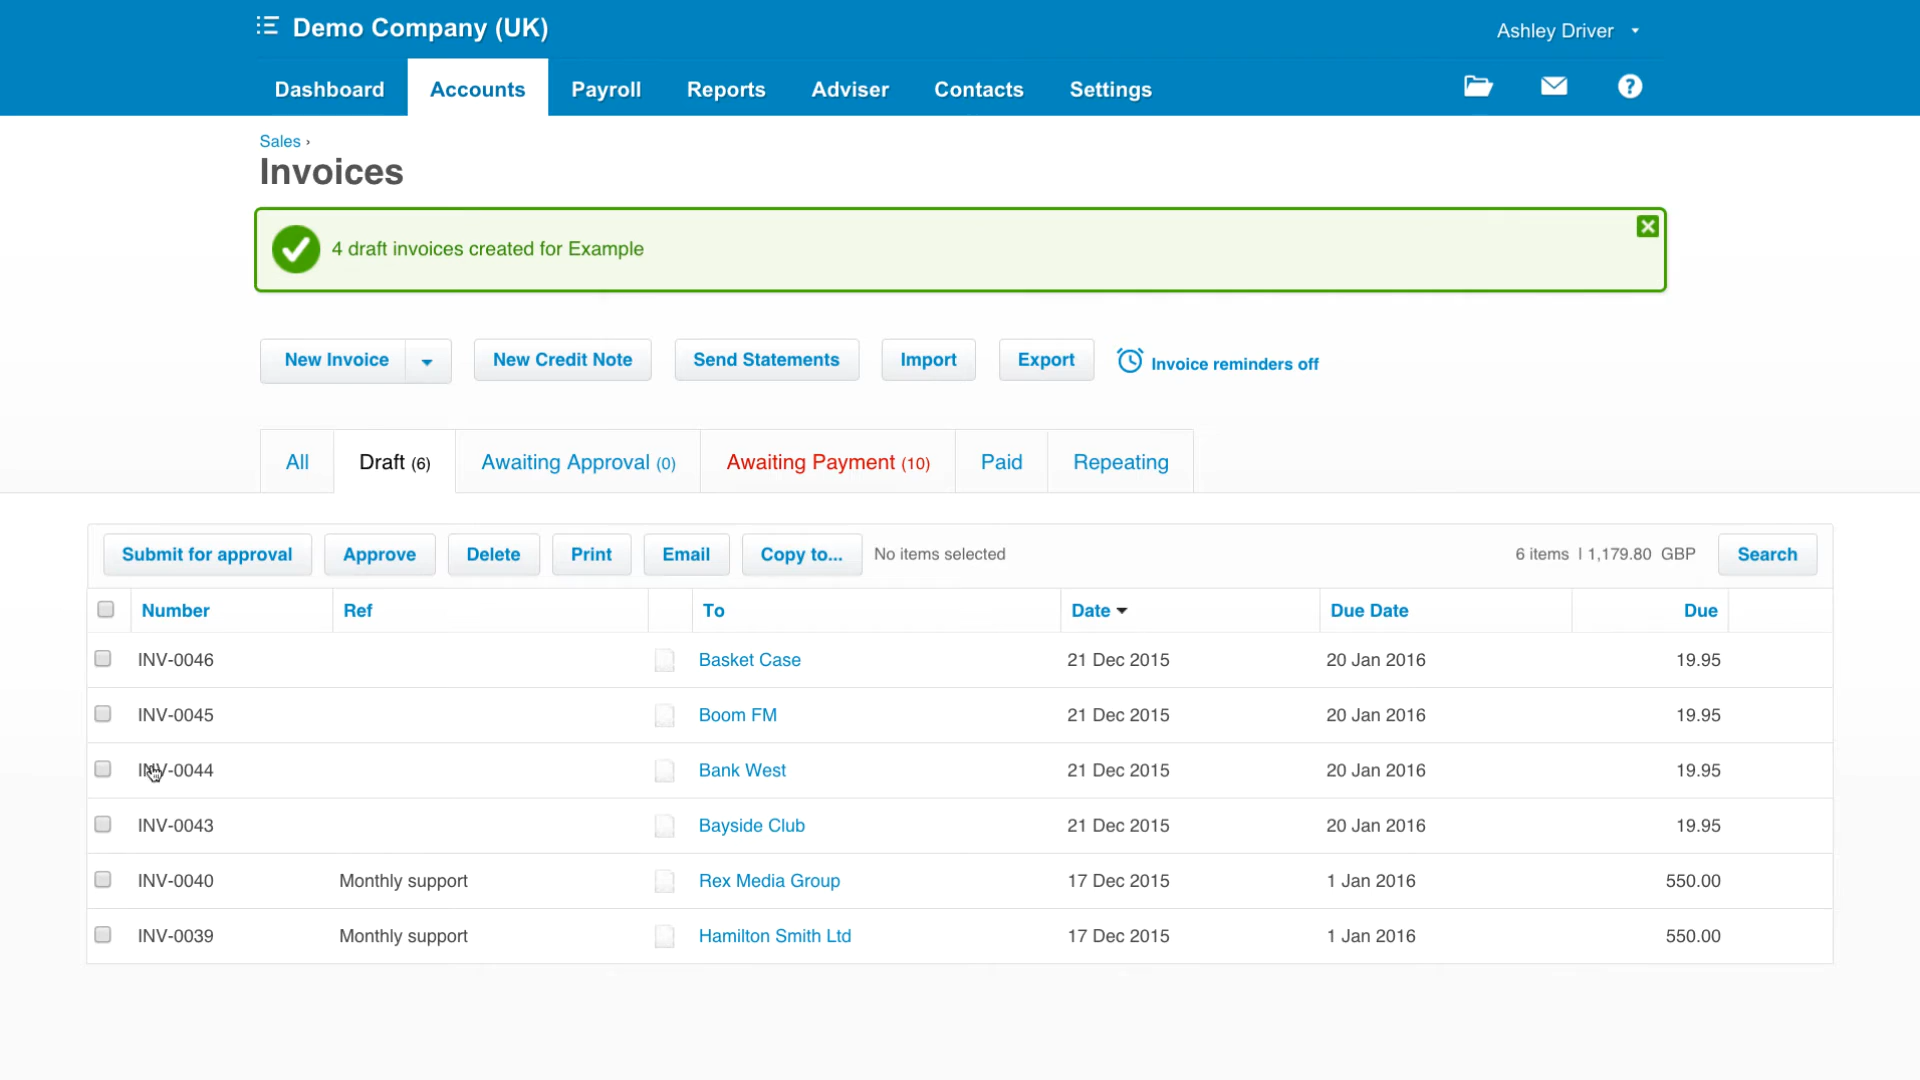 Demo Company (UK)
Ashley Driver
Dashboard Accounts Payroll Reports Adviser Contacts Settings
?
Sales ›
Invoices
4 draft invoices created for Example
New Invoice New Credit Note Send Statements Import Export Invoice reminders off
All Draft (6) Awaiting Approval (0) Awaiting Payment (10) Paid Repeating
Submit for approval Approve Delete Print Email Copy to... No items selected 6 items | 1,179.80 GBP Search
Number Ref To Date Due Date Due
INV-0046 Basket Case 21 Dec 2015 20 Jan 2016 19.95
INV-0045 Boom FM 21 Dec 2015 20 Jan 2016 19.95
INV-0044 Bank West 21 Dec 2015 20 Jan 2016 19.95
INV-0043 Bayside Club 21 Dec 2015 20 Jan 2016 19.95
INV-0040 Monthly support Rex Media Group 17 Dec 2015 1 Jan 2016 550.00
INV-0039 Monthly support Hamilton Smith Ltd 17 Dec 2015 1 Jan 2016 550.00